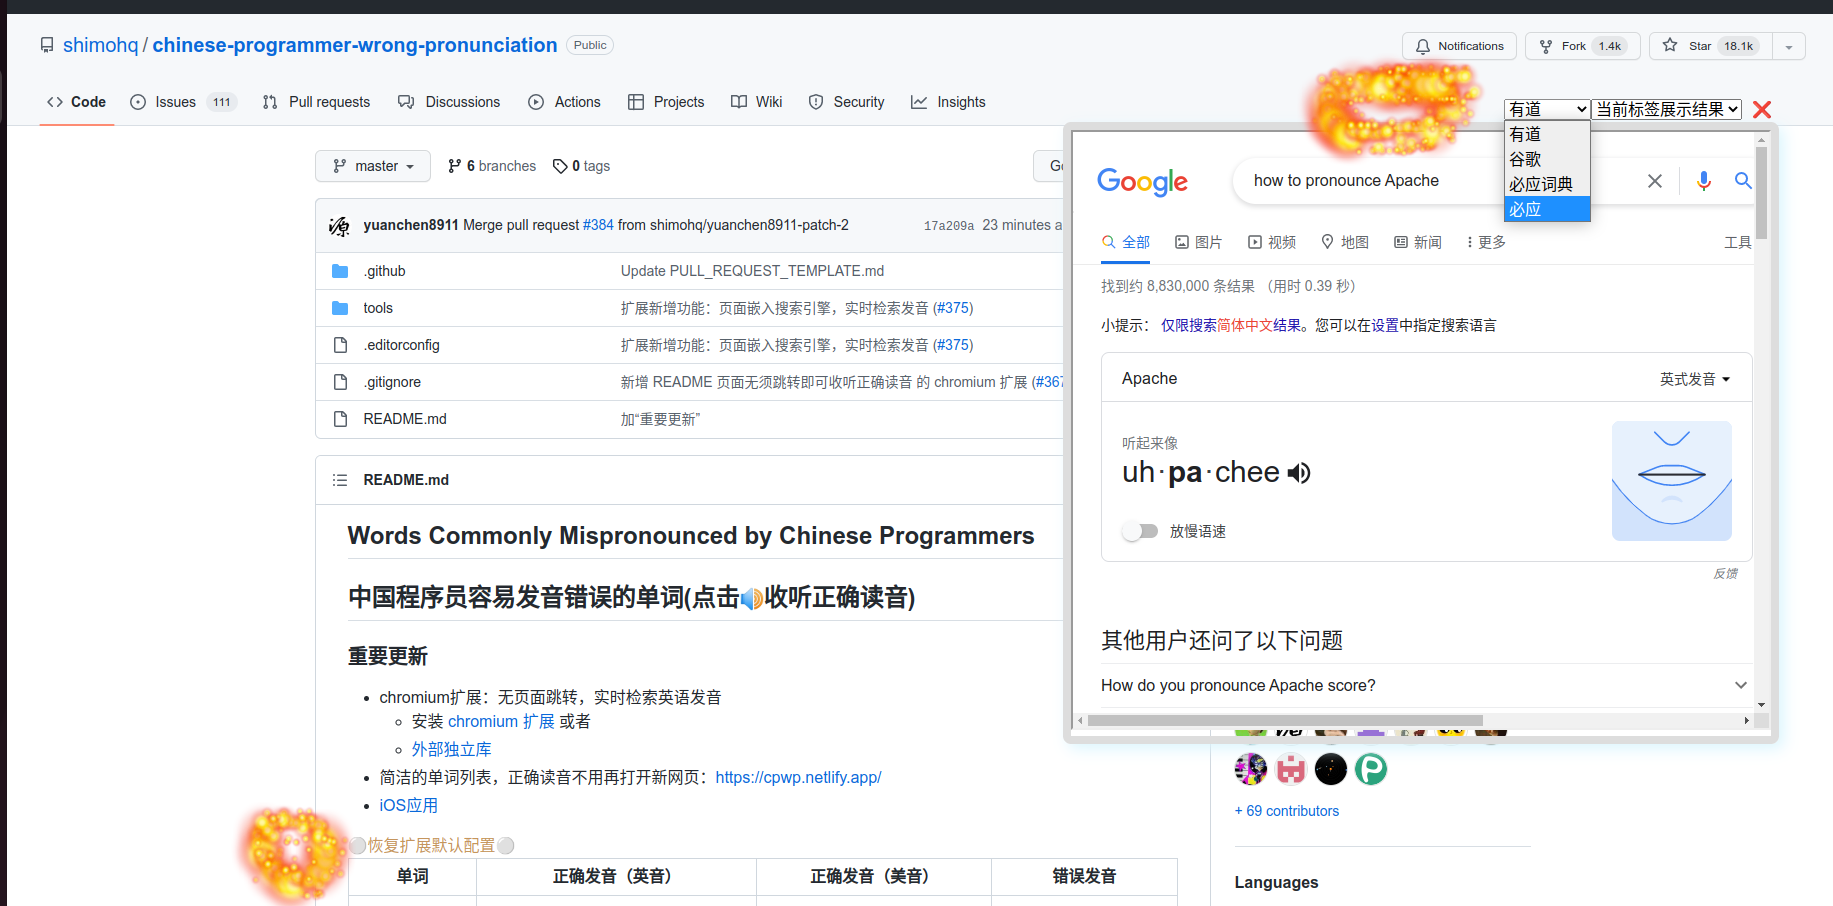 shimohq / chinese-programmer-wrong-pronunciation Public
Notifications Fork 1.4k Star 18.1k
Code Issues 111 Pull requests Discussions Actions Projects Wiki Security Insights
有道 当前标签展示结果
有道
谷歌
必应词典
必应
master 6 branches 0 tags
yuanchen8911 Merge pull request #384 from shimohq/yuanchen8911-patch-2 17a209a 23 minutes a
.github Update PULL_REQUEST_TEMPLATE.md
tools 扩展新增功能：页面嵌入搜索引擎，实时检索发音 (#375)
.editorconfig 扩展新增功能：页面嵌入搜索引擎，实时检索发音 (#375)
.gitignore 新增 README 页面无须跳转即可收听正确读音 的 chromium 扩展 (#367
README.md 加“重要更新”
README.md
Words Commonly Mispronounced by Chinese Programmers
中国程序员容易发音错误的单词(点击🔊收听正确读音)
重要更新
chromium扩展：无页面跳转，实时检索英语发音
安装 chromium 扩展 或者
外部独立库
简洁的单词列表，正确读音不用再打开新网页：https://cpwp.netlify.app/
iOS应用
恢复扩展默认配置
单词 正确发音（英音） 正确发音（美音） 错误发音
Google how to pronounce Apache
全部 图片 视频 地图 新闻 更多 工具
找到约 8,830,000 条结果 （用时 0.39 秒）
小提示： 仅限搜索简体中文结果。您可以在设置中指定搜索语言
Apache 英式发音
听起来像
uh·pa·chee
放慢语速
反馈
其他用户还问了以下问题
How do you pronounce Apache score?
+ 69 contributors
Languages